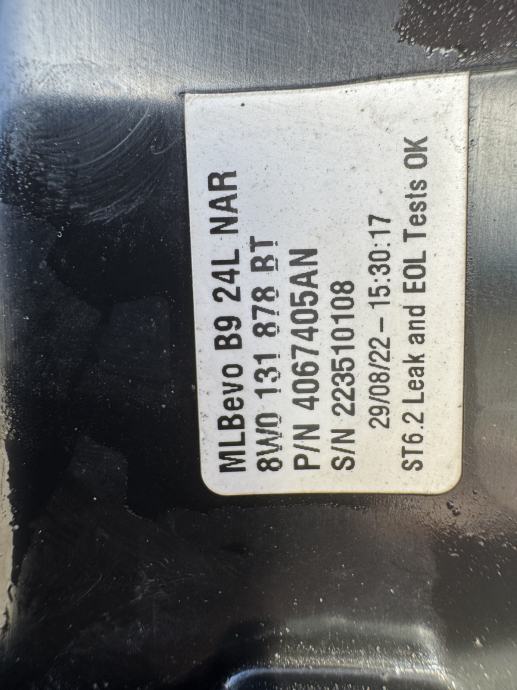 MLBevo B9 24L NAR
8W0 131 878 BT
P/N 4067405AN
S/N 223510108
29/08/22 – 15:30:17
ST6.2 Leak and EOL Tests OK